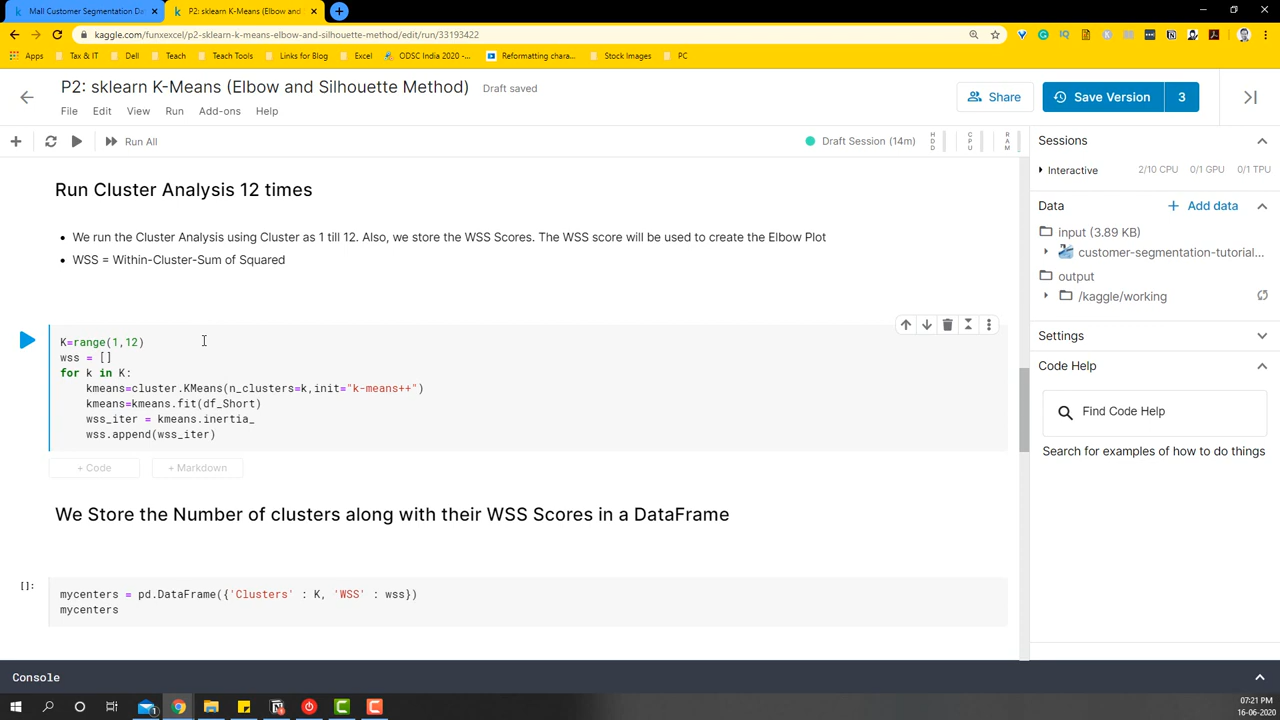 Mall Customer Segmentation Da
P2: sklearn K-Means (Elbow and
kaggle.com/funxexcel/p2-sklearn-k-means-elbow-and-silhouette-method/edit/run/33193422
Apps Tax & IT Dell Teach Teach Tools Links for Blog Excel ODSC India 2020 -... Reformatting chara... Stock Images PC
P2: sklearn K-Means (Elbow and Silhouette Method) Draft saved
Share Save Version 3
File Edit View Run Add-ons Help
Run All Draft Session (14m) HDD CPU RAM
Run Cluster Analysis 12 times
We run the Cluster Analysis using Cluster as 1 till 12. Also, we store the WSS Scores. The WSS score will be used to create the Elbow Plot
WSS = Within-Cluster-Sum of Squared
K=range(1,12)
wss = []
for k in K:
    kmeans=cluster.KMeans(n_clusters=k,init="k-means++")
    kmeans=kmeans.fit(df_Short)
    wss_iter = kmeans.inertia_
    wss.append(wss_iter)
+ Code + Markdown
We Store the Number of clusters along with their WSS Scores in a DataFrame
[]:
mycenters = pd.DataFrame({'Clusters' : K, 'WSS' : wss})
mycenters
Sessions
Interactive 2/10 CPU 0/1 GPU 0/1 TPU
Data + Add data
input (3.89 KB)
customer-segmentation-tutorial...
output
/kaggle/working
Settings
Code Help
Find Code Help
Search for examples of how to do things
Console
07:21 PM
16-06-2020